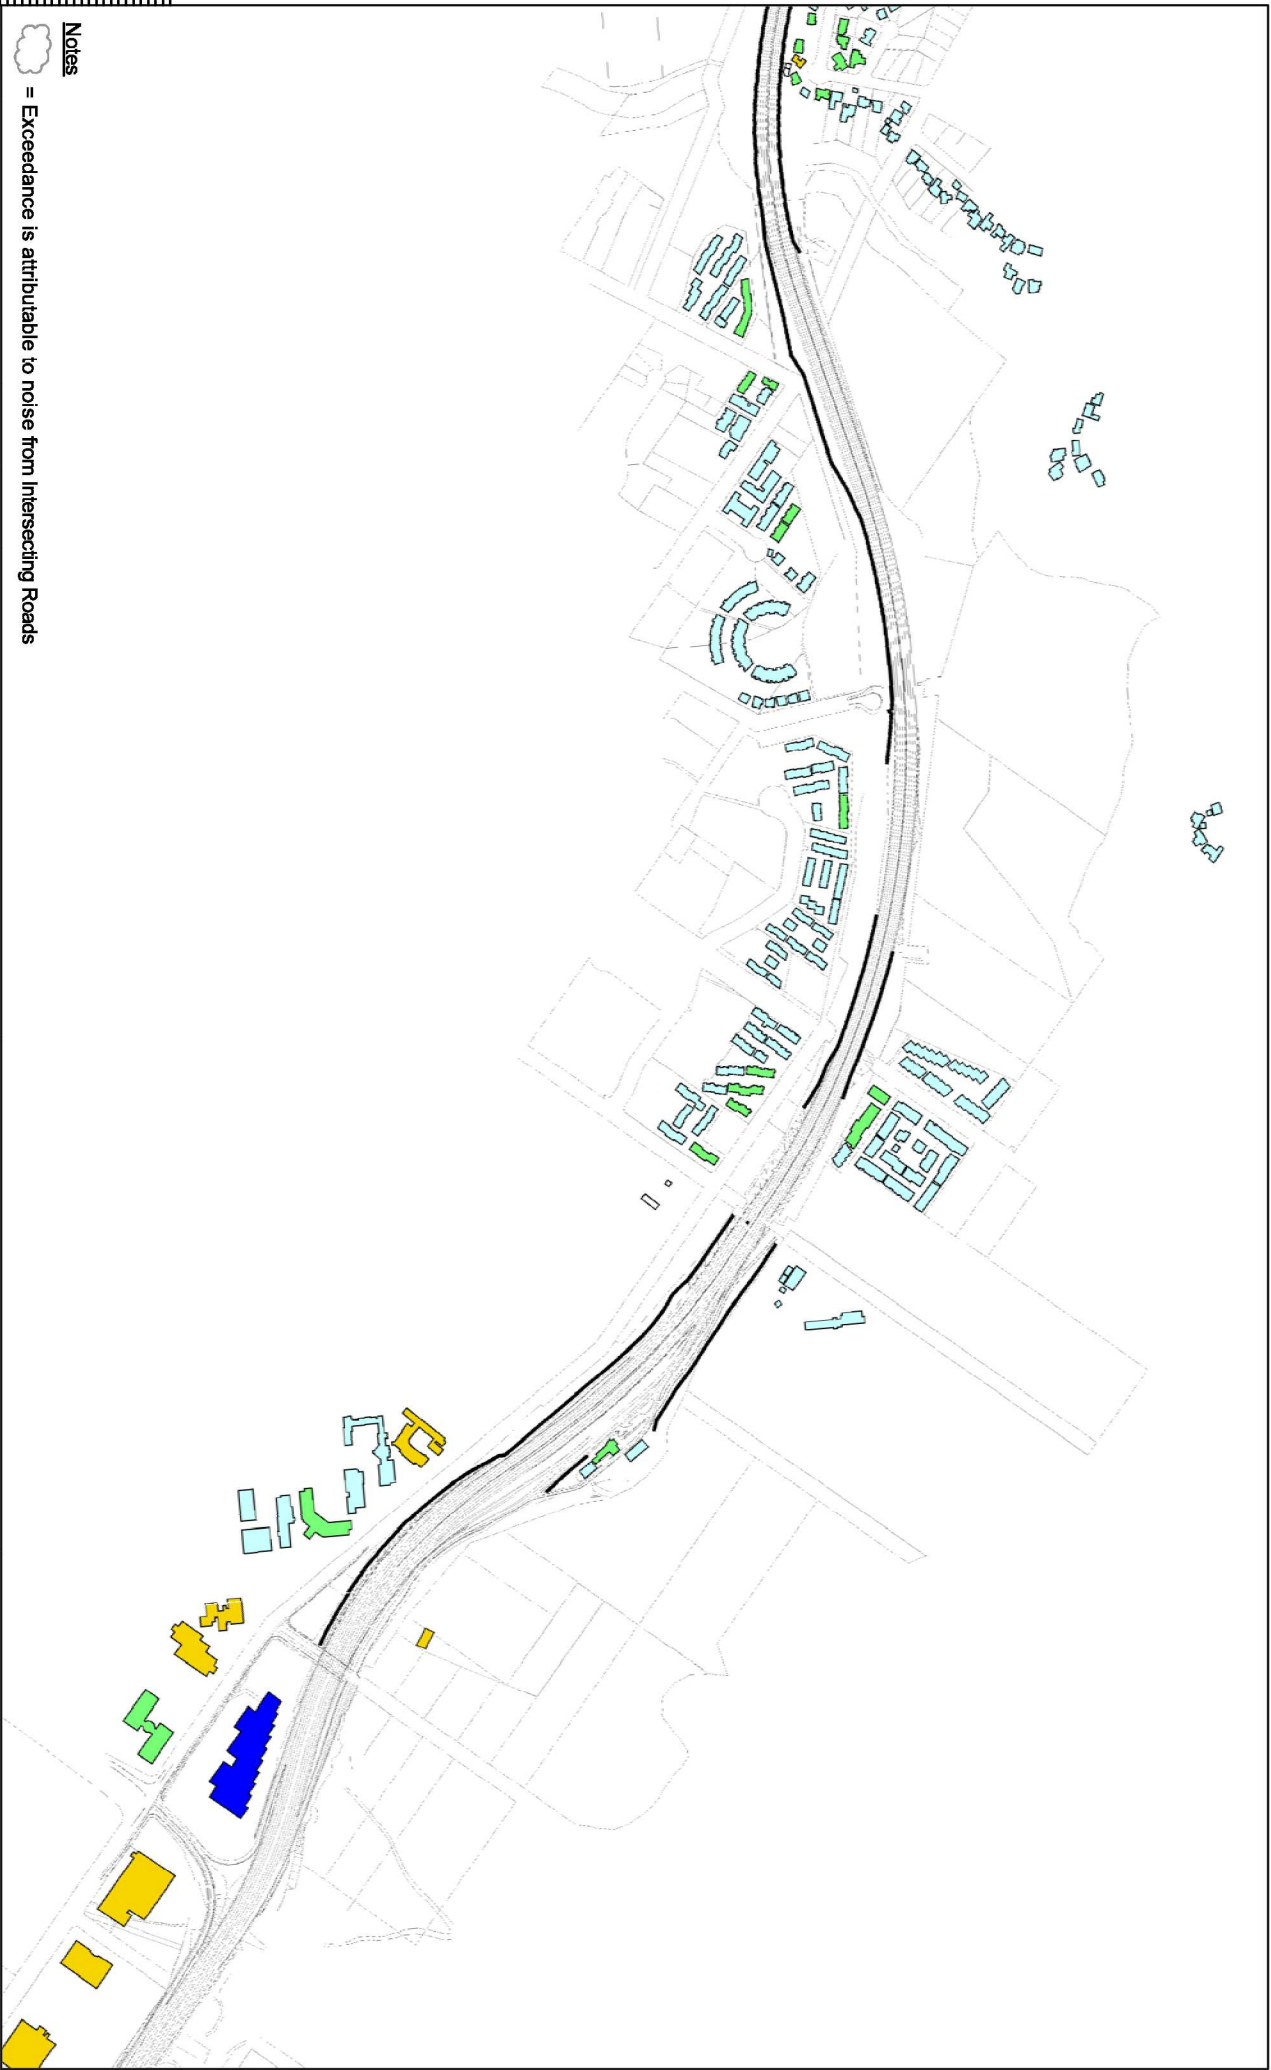 Notes
= Exceedance is attributable to noise from Intersecting Roads